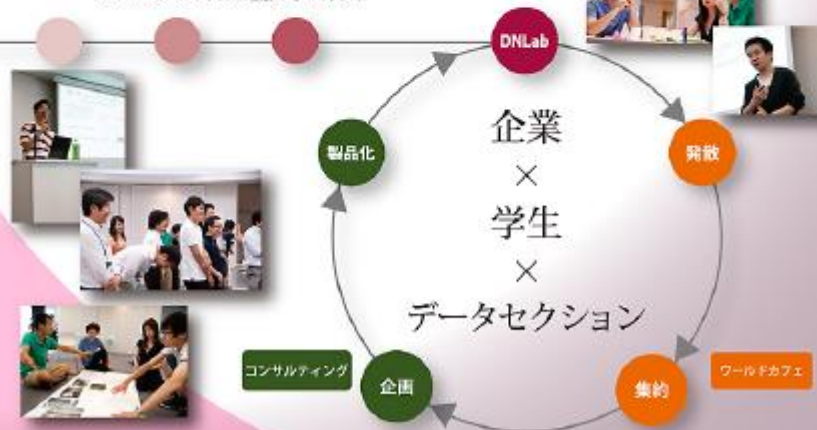 DNLab
製品化
発散
企業
×
学生
×
データセクション
コンサルティング
企画
集約
ワールドカフェ